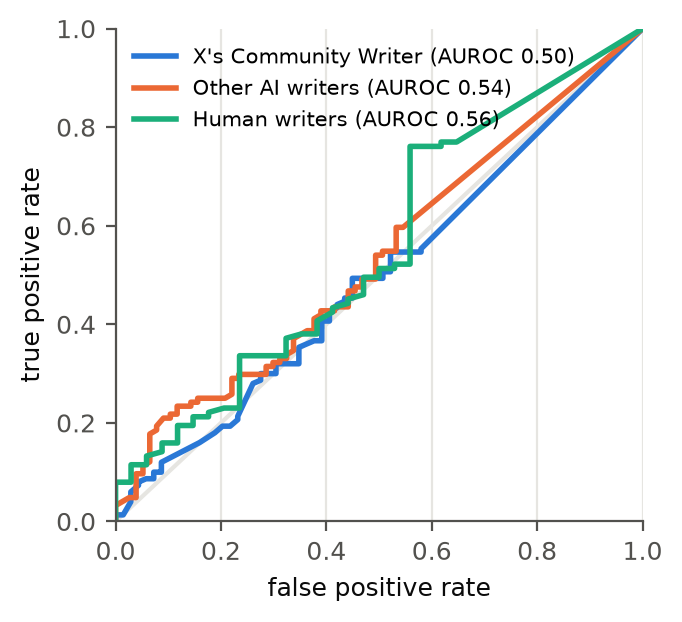 X's Community Writer (AUROC 0.50)
Other AI writers (AUROC 0.54)
Human writers (AUROC 0.56)
true positive rate
1.0
0.8
0.6
0.4
0.2
0.0
0.0 0.2 0.4 0.6 0.8 1.0
false positive rate